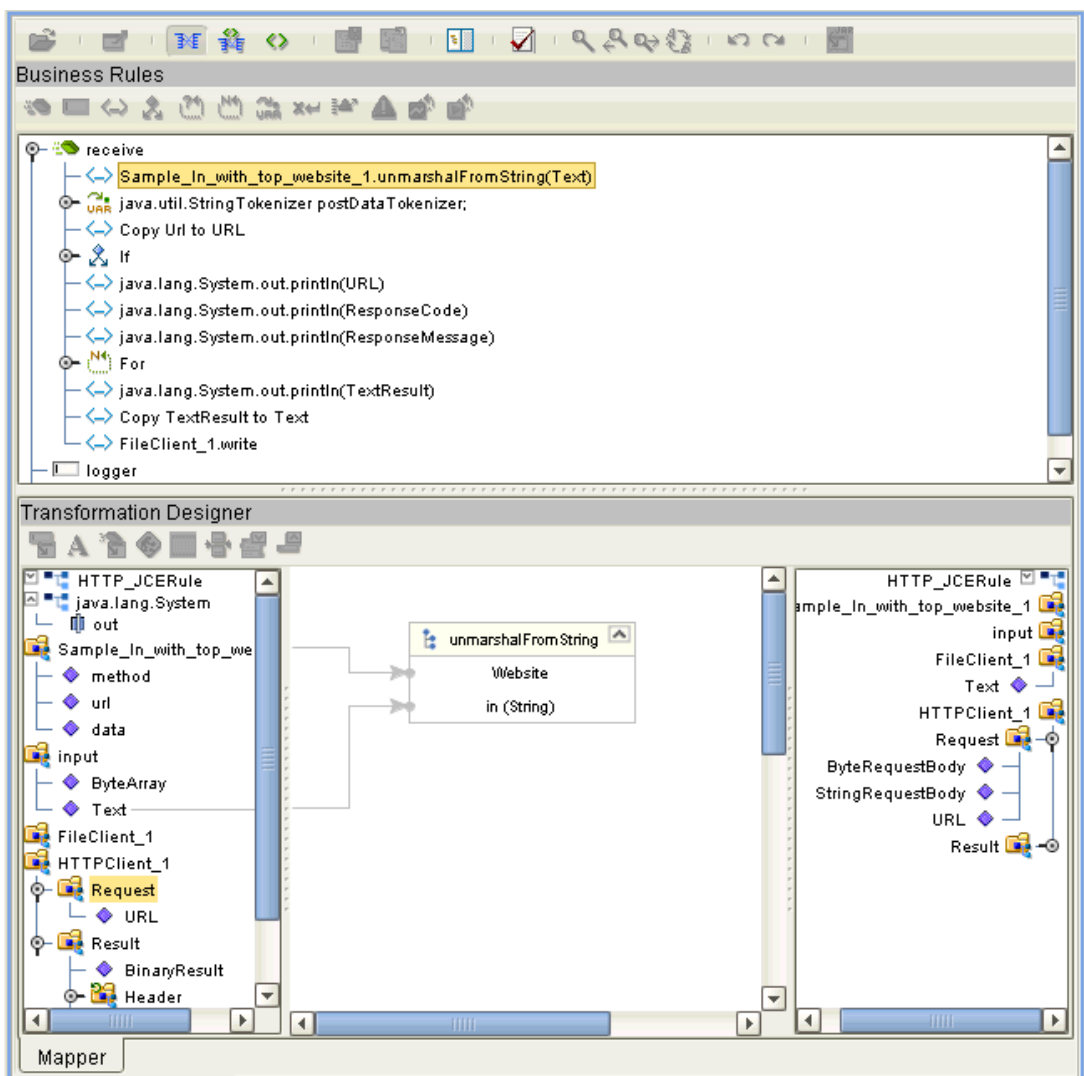 Business Rules
receive
Sample_In_with_top_website_1.unmarshalFromString(Text)
java.util.StringTokenizer postDataTokenizer;
Copy Url to URL
If
java.lang.System.out.println(URL)
java.lang.System.out.println(ResponseCode)
java.lang.System.out.println(ResponseMessage)
For
java.lang.System.out.println(TextResult)
Copy TextResult to Text
FileClient_1.write
logger
Transformation Designer
HTTP_JCERule
java.lang.System
out
Sample_In_with_top_we
method
url
data
input
ByteArray
Text
FileClient_1
HTTPClient_1
Request
URL
Result
BinaryResult
Header
unmarshalFromString
Website
in (String)
HTTP_JCERule
ample_In_with_top_website_1
input
FileClient_1
Text
HTTPClient_1
Request
ByteRequestBody
StringRequestBody
URL
Result
Mapper